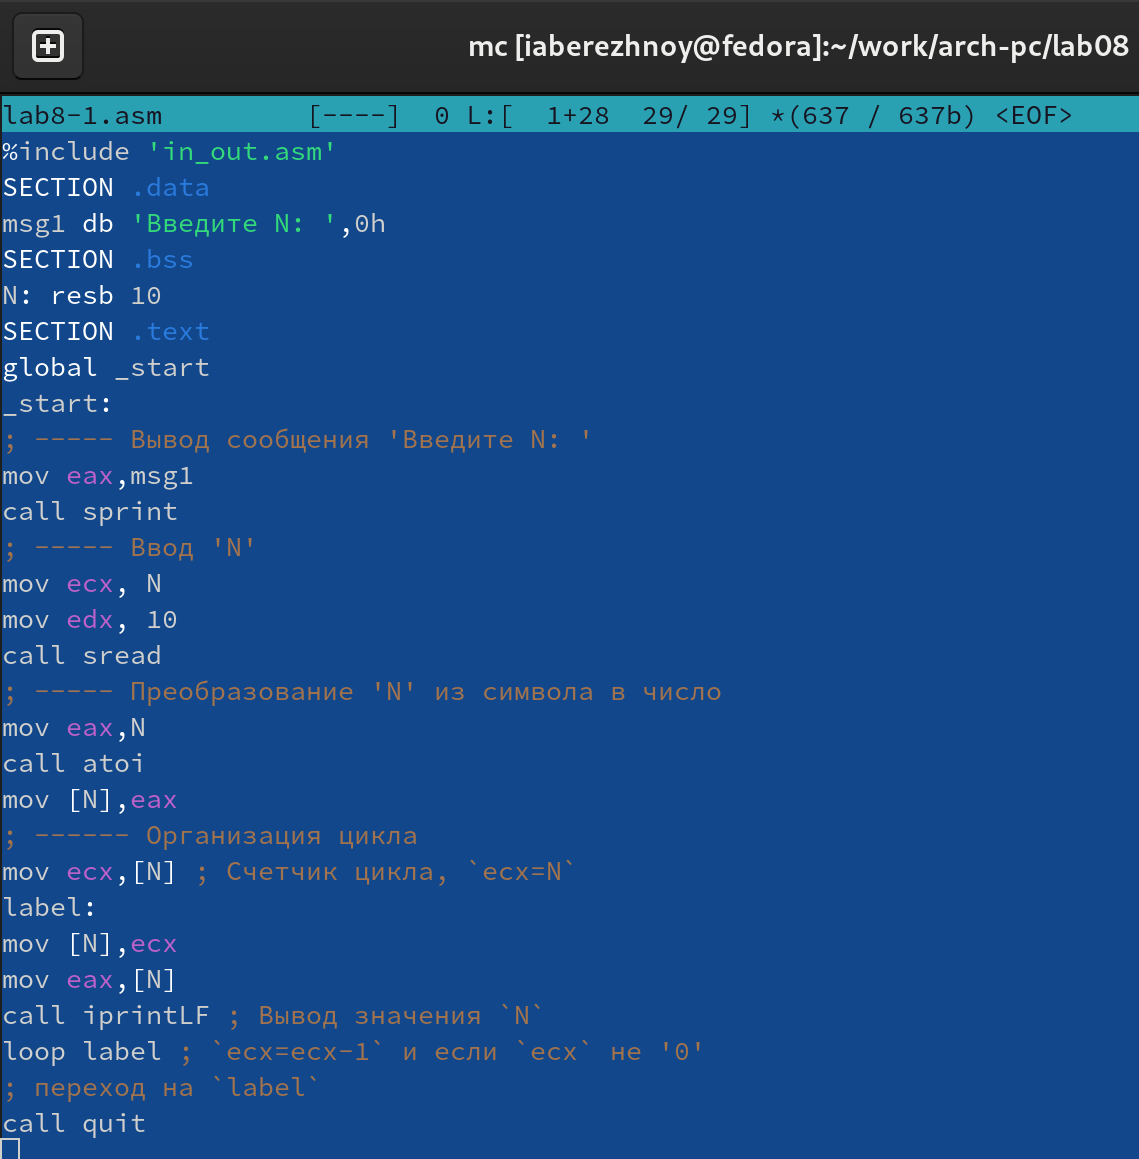 mc [iaberezhnoy@fedora]:~/work/arch-pc/lab08
lab8-1.asm [----] 0 L:[ 1+28 29/ 29] *(637 / 637b) <EOF>
%include 'in_out.asm'
SECTION .data
msg1 db 'Введите N: ',0h
SECTION .bss
N: resb 10
SECTION .text
global _start
_start:
; ----- Вывод сообщения 'Введите N: '
mov eax,msg1
call sprint
; ----- Ввод 'N'
mov ecx, N
mov edx, 10
call sread
; ----- Преобразование 'N' из символа в число
mov eax,N
call atoi
mov [N],eax
; ------ Организация цикла
mov ecx,[N] ; Счетчик цикла, `ecx=N`
label:
mov [N],ecx
mov eax,[N]
call iprintLF ; Вывод значения `N`
loop label ; `ecx=ecx-1` и если `ecx` не '0'
; переход на `label`
call quit